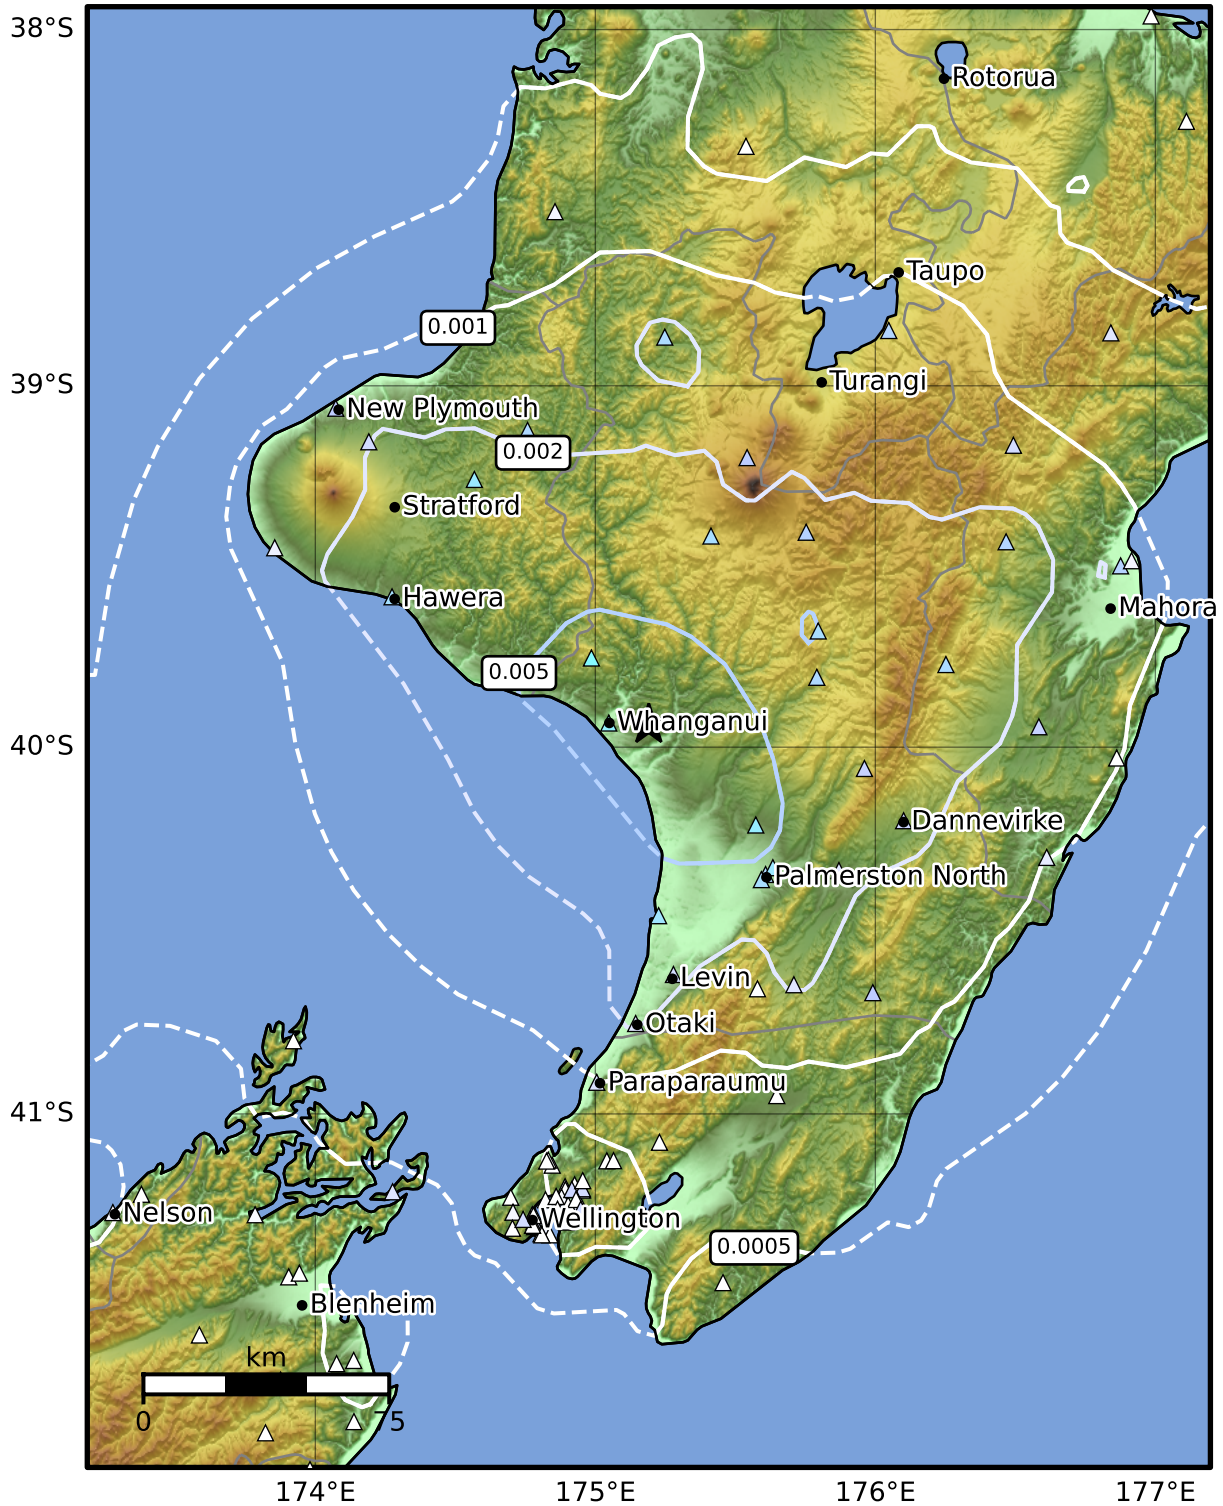 38°S
Rotorua
Taupo
0.001
Turangi
39°S
New Plymouth
0.002
Stratford
Hawera
Mahora
0.005
Whanganui
40°S
Dannevirke
Palmerston North
Levin
Otaki
Paraparaumu
41°S
Nelson
Wellington
0.0005
Blenheim
km
0
75
174°E
175°E
176°E
177°E